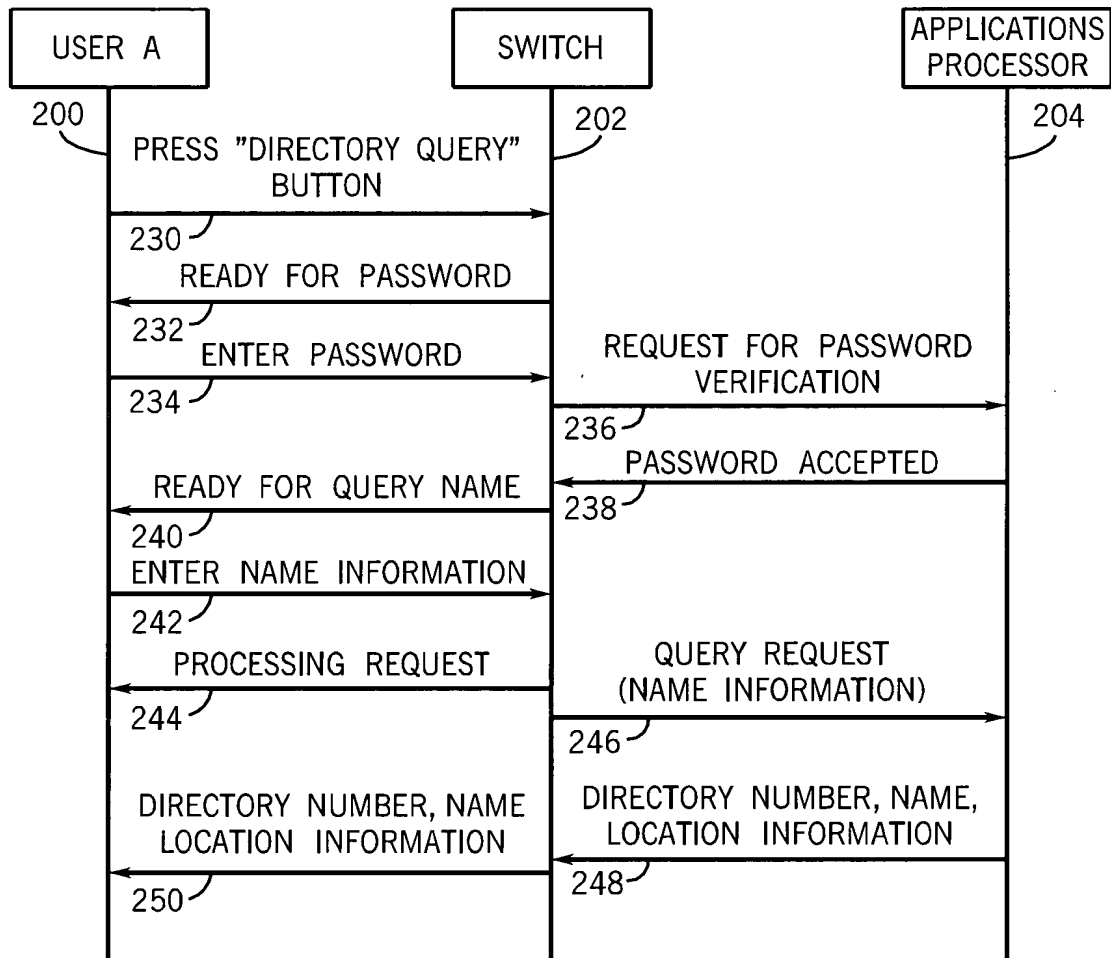 USER A
SWITCH
APPLICATIONS
PROCESSOR
200
202
204
PRESS "DIRECTORY QUERY"
BUTTON
230
READY FOR PASSWORD
232
ENTER PASSWORD
234
REQUEST FOR PASSWORD
VERIFICATION
236
PASSWORD ACCEPTED
238
READY FOR QUERY NAME
240
ENTER NAME INFORMATION
242
PROCESSING REQUEST
244
QUERY REQUEST
(NAME INFORMATION)
246
DIRECTORY NUMBER, NAME,
LOCATION INFORMATION
248
DIRECTORY NUMBER, NAME
LOCATION INFORMATION
250